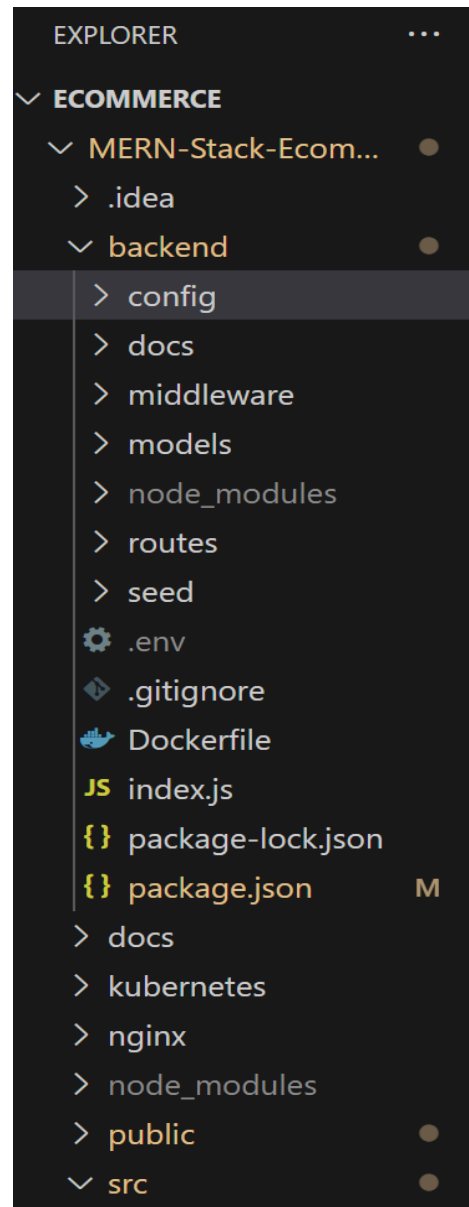 EXPLORER ...
ECOMMERCE
MERN-Stack-Ecom...
.idea
backend
config
docs
middleware
models
node_modules
routes
seed
.env
.gitignore
Dockerfile
JS index.js
{} package-lock.json
{} package.json M
docs
kubernetes
nginx
node_modules
public
src